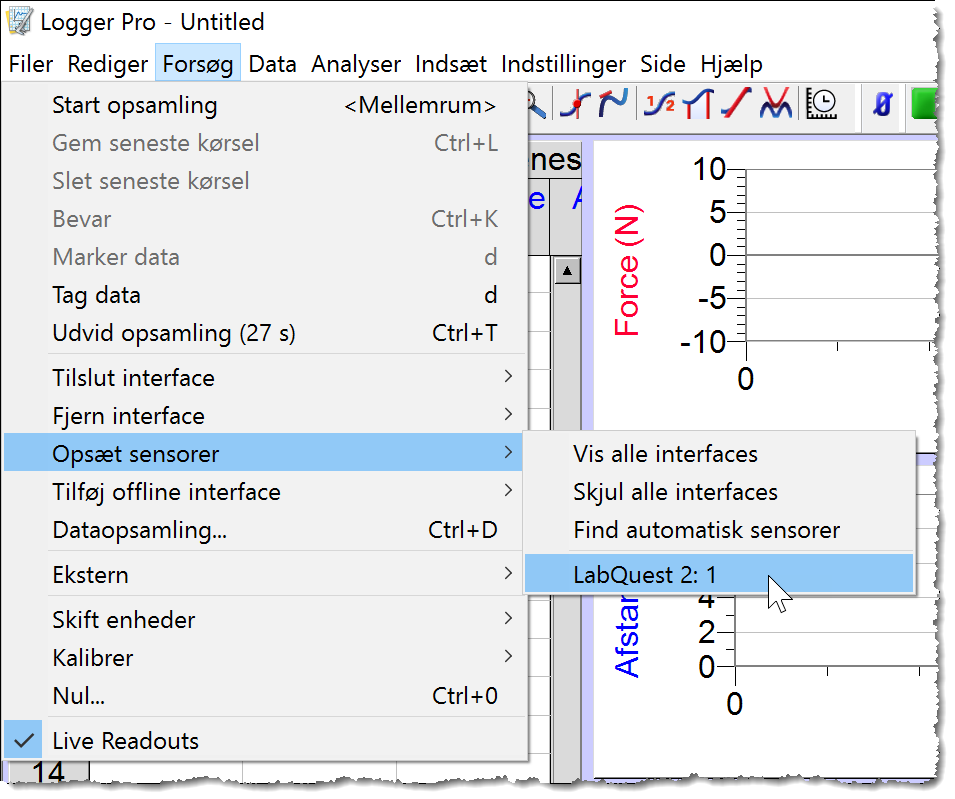 Logger Pro - Untitled
Filer Rediger Forsøg Data Analyser Indsæt Indstillinger Side Hjælp
Start opsamling <Mellemrum>
Gem seneste kørsel Ctrl+L
Slet seneste kørsel
Bevar Ctrl+K
Marker data d
Tag data d
Udvid opsamling (27 s) Ctrl+T
Tilslut interface
Fjern interface
Opsæt sensorer
Tilføj offline interface
Dataopsamling... Ctrl+D
Ekstern
Skift enheder
Kalibrer
Nul... Ctrl+0
Live Readouts
14
Vis alle interfaces
Skjul alle interfaces
Find automatisk sensorer
LabQuest 2: 1
1/2
0
nes
e
Force (N)
10
5
0
-5
-10
0
Afstan
4
2
0
0